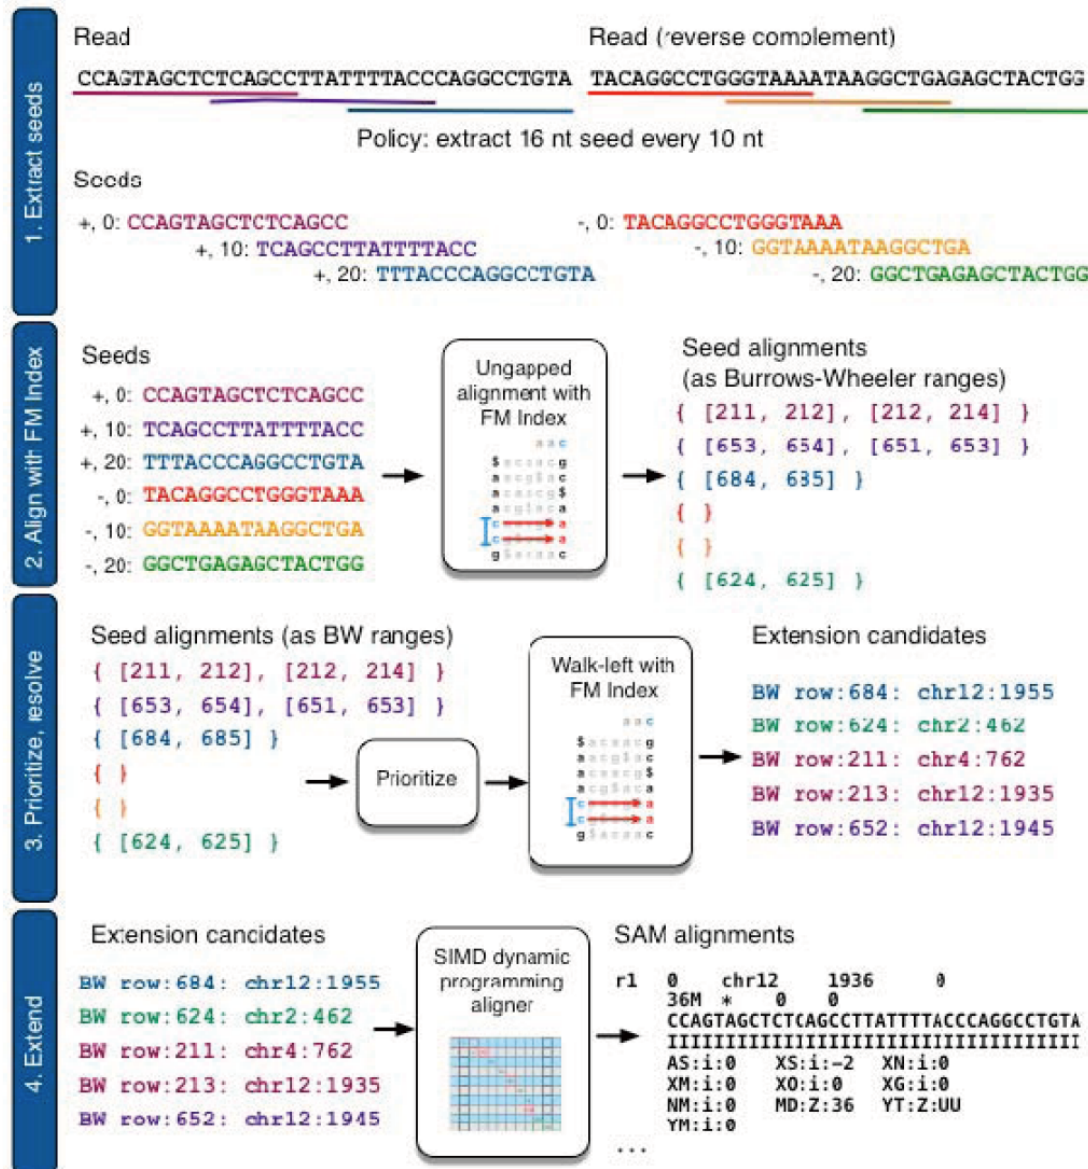 1. Extract seeds
Read
Read (reverse complement)
CCAGTAGCTCTCAGCCTTATTTTACCCAGGCCTGTA
TACAGGCCTGGGTAAAATAAGGCTGAGAGCTACTGG
Policy: extract 16 nt seed every 10 nt
Seeds
+, 0: CCAGTAGCTCTCAGCC
+, 10: TCAGCCTTATTTTACC
+, 20: TTTACCCAGGCCTGTA
-, 0: TACAGGCCTGGGTAAA
-, 10: GGTAAAATAAGGCTGA
-, 20: GGCTGAGAGCTACTGG
2. Align with FM Index
Seeds
+, 0: CCAGTAGCTCTCAGCC
+, 10: TCAGCCTTATTTTACC
+, 20: TTTACCCAGGCCTGTA
-, 0: TACAGGCCTGGGTAAA
-, 10: GGTAAAATAAGGCTGA
-, 20: GGCTGAGAGCTACTGG
Ungapped
alignment with
FM Index
a a c
$ a c a a c g
a a c g $ a c
a c a a c g $
a c g $ a c a
c a
c a
g $ a c a a c
Seed alignments
(as Burrows-Wheeler ranges)
{ [211, 212], [212, 214] }
{ [653, 654], [651, 653] }
{ [684, 685] }
{ }
{ }
{ [624, 625] }
3. Prioritize, resolve
Seed alignments (as BW ranges)
{ [211, 212], [212, 214] }
{ [653, 654], [651, 653] }
{ [684, 685] }
{ }
{ }
{ [624, 625] }
Prioritize
Walk-left with
FM Index
a a c
$ a c a a c g
a a c g $ a c
a c a a c g $
a c g $ a c a
c a
c a
g $ a c a a c
Extension candidates
BW row:684: chr12:1955
BW row:624: chr2:462
BW row:211: chr4:762
BW row:213: chr12:1935
BW row:652: chr12:1945
4. Extend
Extension candidates
BW row:684: chr12:1955
BW row:624: chr2:462
BW row:211: chr4:762
BW row:213: chr12:1935
BW row:652: chr12:1945
SIMD dynamic
programming
aligner
SAM alignments
r1 0 chr12 1936 0
36M * 0 0
CCAGTAGCTCTCAGCCTTATTTTACCCAGGCCTGTA
IIIIIIIIIIIIIIIIIIIIIIIIIIIIIIIIIIII
AS:i:0 XS:i:-2 XN:i:0
XM:i:0 XO:i:0 XG:i:0
NM:i:0 MD:Z:36 YT:Z:UU
YM:i:0
...